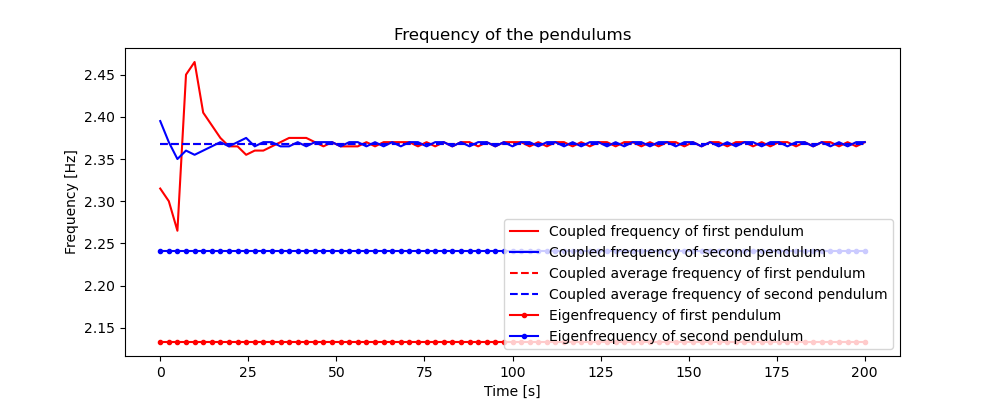 Frequency of the pendulums
Frequency [Hz]
2.45
2.40
2.35
2.30
2.25
2.20
2.15
Coupled frequency of first pendulum
Coupled frequency of second pendulum
Coupled average frequency of first pendulum
Coupled average frequency of second pendulum
Eigenfrequency of first pendulum
Eigenfrequency of second pendulum
0 25 50 75 100 125 150 175 200
Time [s]